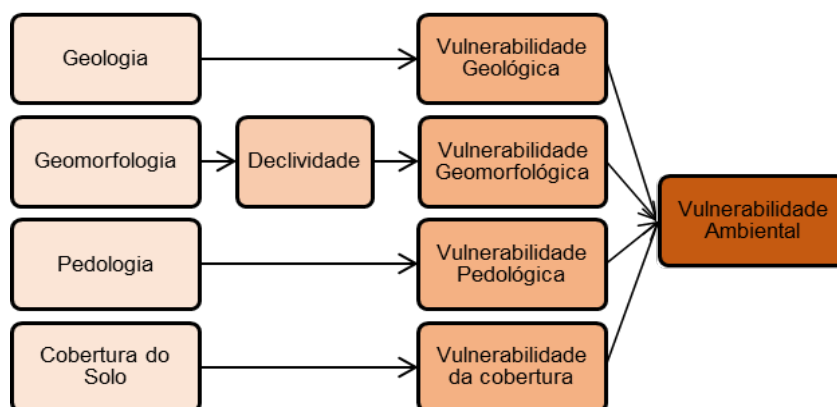 Geologia
Vulnerabilidade
Geológica
Geomorfologia
Declividade
Vulnerabilidade
Geomorfológica
Vulnerabilidade
Ambiental
Pedologia
Vulnerabilidade
Pedológica
Cobertura do
Solo
Vulnerabilidade
da cobertura